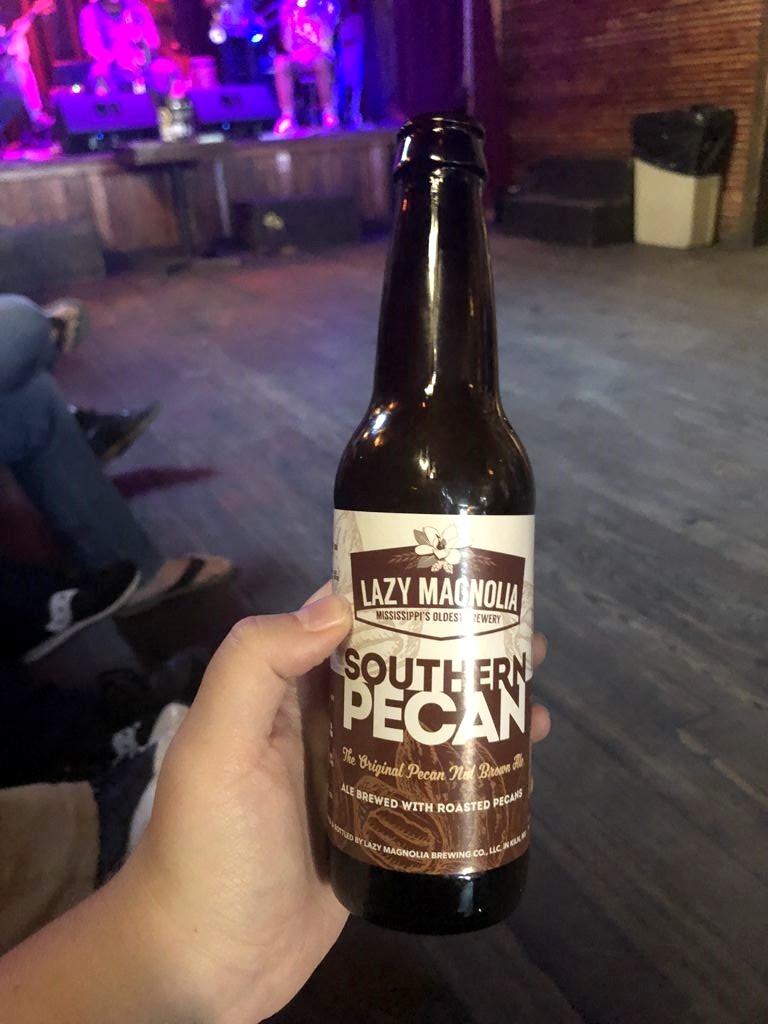 LAZY MAGNOLIA
MISSISSIPPI'S OLDEST BREWERY
SOUTHERN
PECAN
The Original Pecan Nut Brown Ale
ALE BREWED WITH ROASTED PECANS
BOTTLED BY LAZY MAGNOLIA BREWING CO., LLC, IN KILN, MS